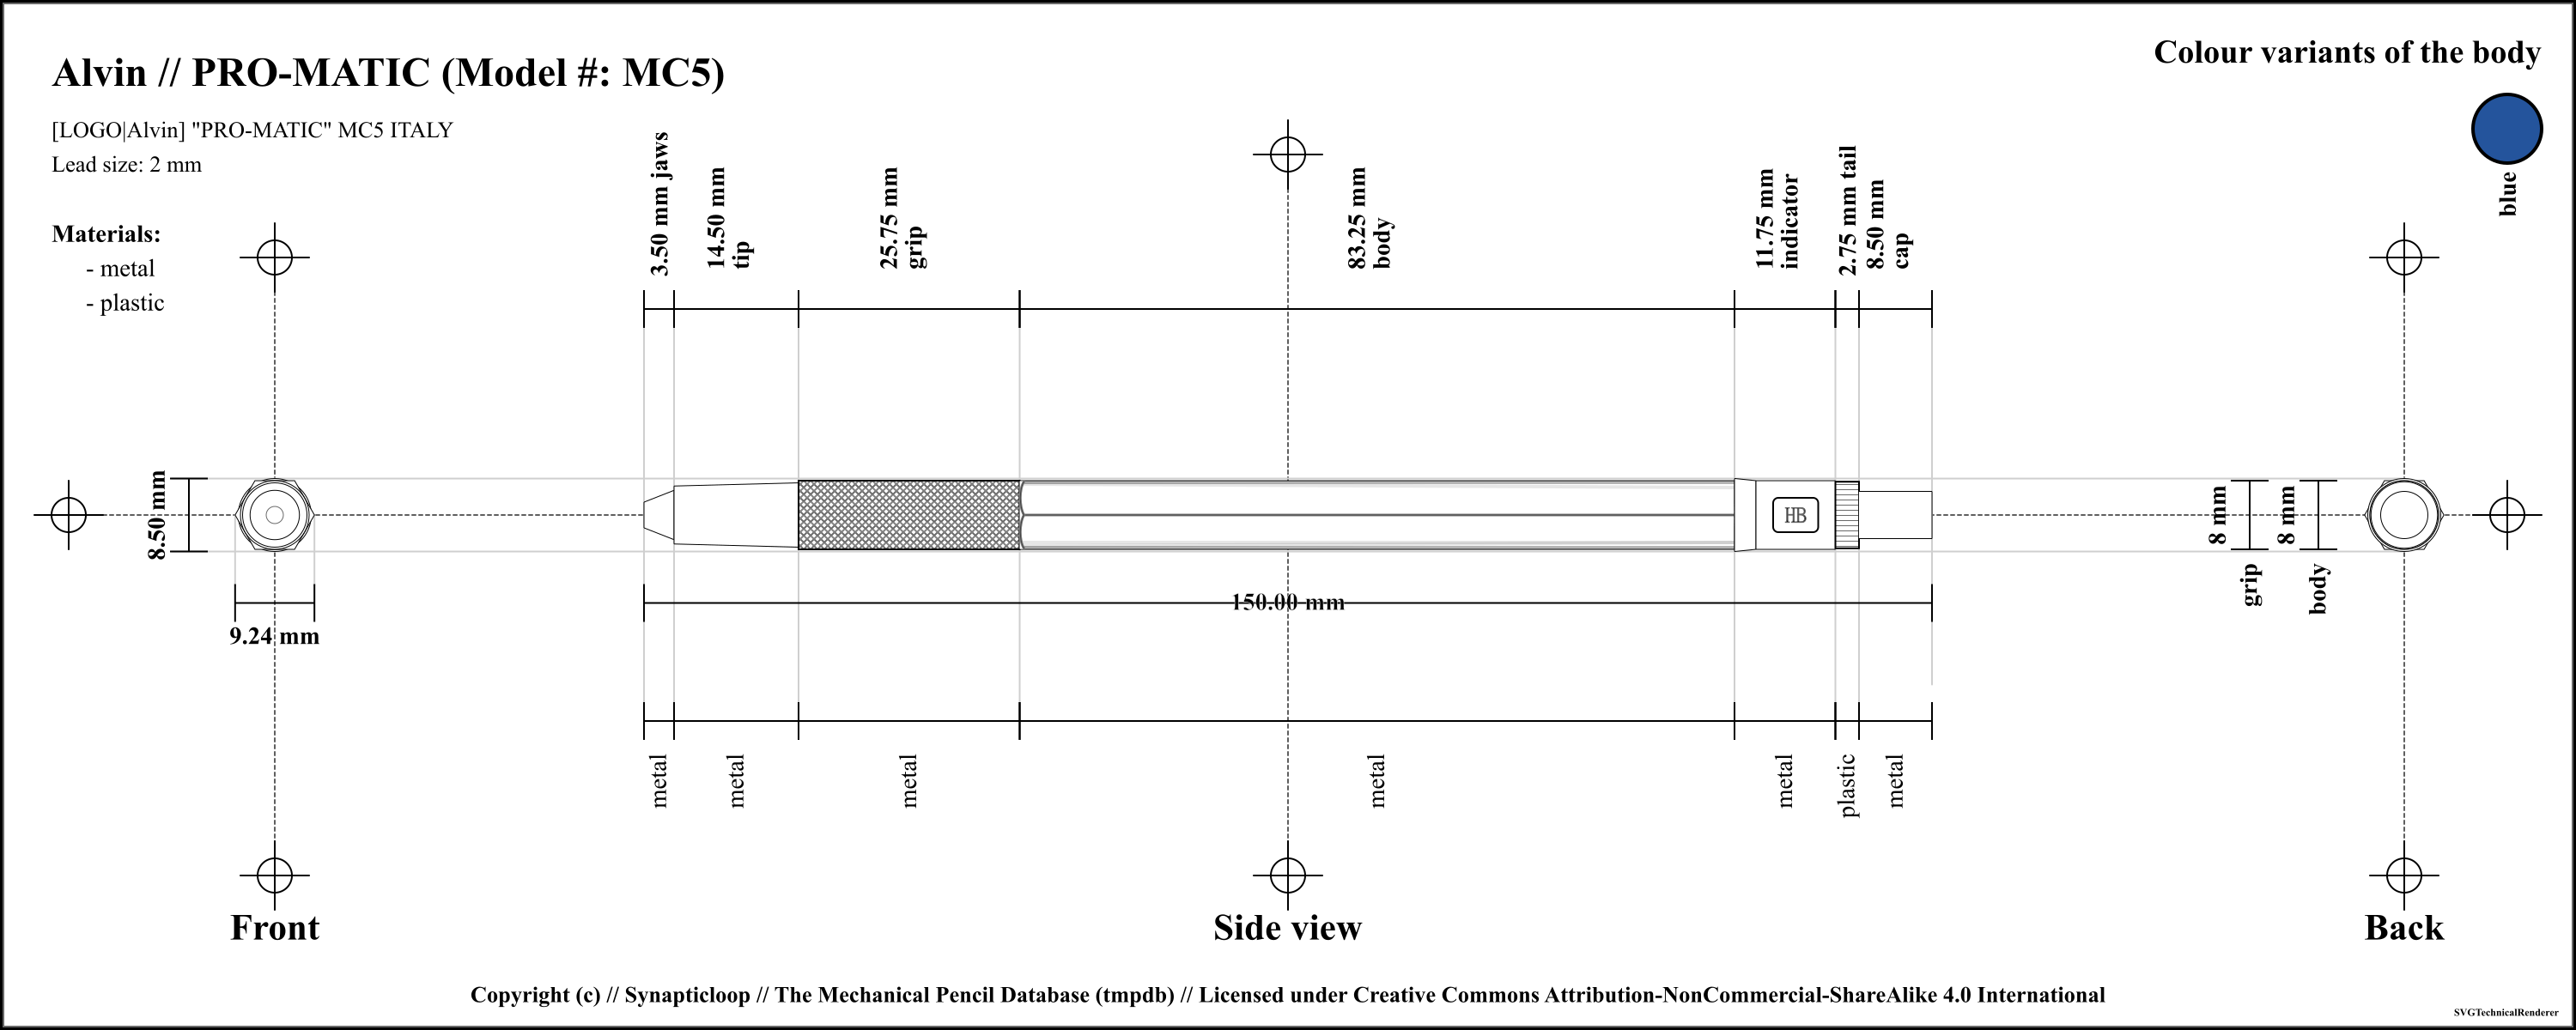 Alvin // PRO-MATIC (Model #: MC5)
Colour variants of the body
[LOGO|Alvin] "PRO-MATIC" MC5 ITALY
Lead size: 2 mm
blue
Materials:
- metal
- plastic
3.50 mm jaws
14.50 mm
tip
25.75 mm
grip
83.25 mm
body
11.75 mm
indicator
2.75 mm tail
8.50 mm
cap
8.50 mm
9.24 mm
HB
150.00 mm
8 mm
grip
8 mm
body
metal
metal
metal
metal
metal
plastic
metal
Front
Side view
Back
Copyright (c) // Synapticloop // The Mechanical Pencil Database (tmpdb) // Licensed under Creative Commons Attribution-NonCommercial-ShareAlike 4.0 International
SVGTechnicalRenderer